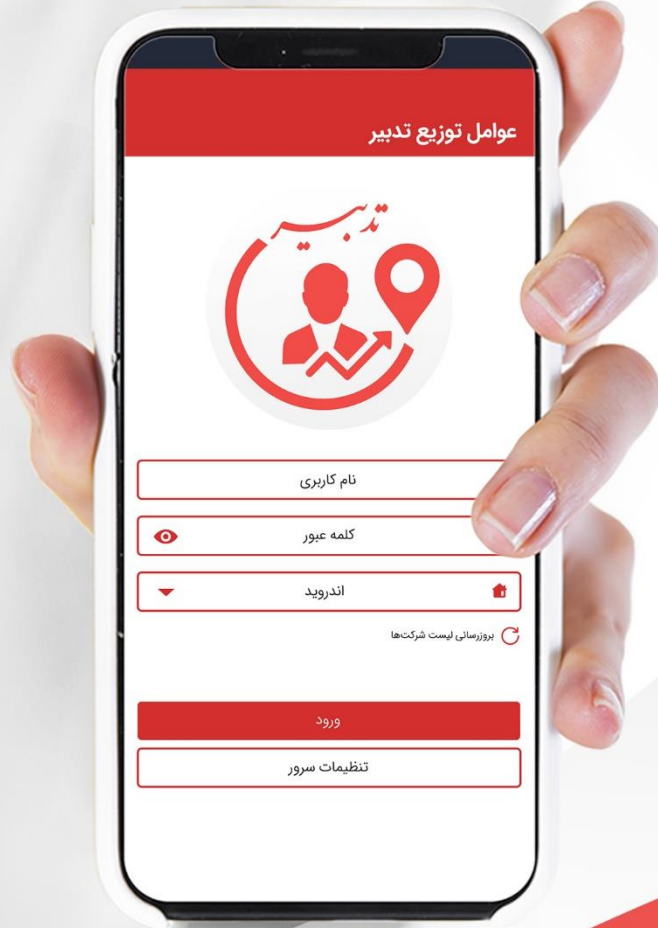 عوامل توزیع تدبیر
تدبیر
نام کاربری
کلمه عبور
اندروید
بروزرسانی لیست شرکت‌ها
ورود
تنظیمات سرور